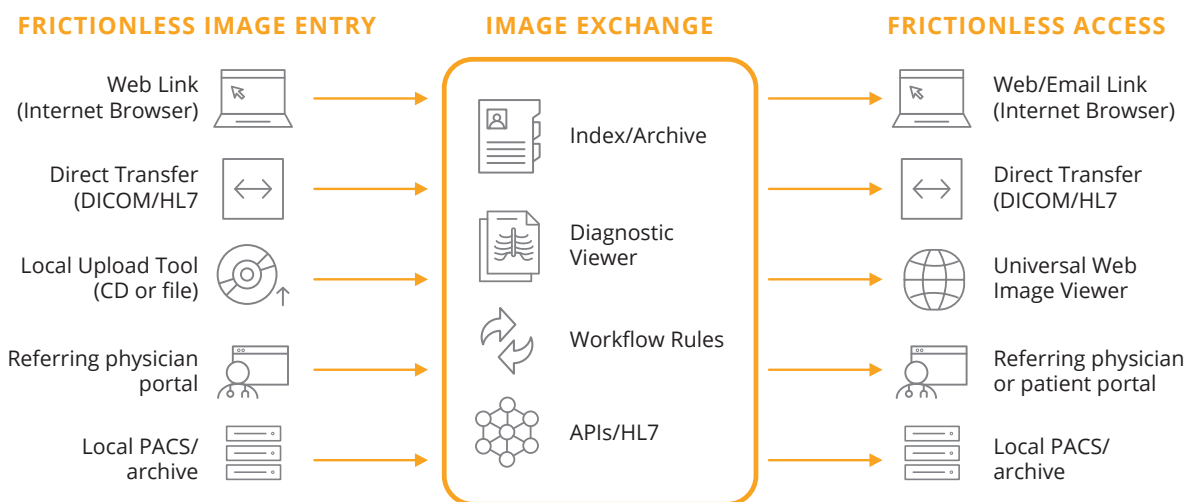 FRICTIONLESS IMAGE ENTRY
Web Link
(Internet Browser)
Direct Transfer
(DICOM/HL7
Local Upload Tool
(CD or file)
Referring physician
portal
Local PACS/
archive
IMAGE EXCHANGE
Index/Archive
Diagnostic
Viewer
Workflow Rules
APIs/HL7
FRICTIONLESS ACCESS
Web/Email Link
(Internet Browser)
Direct Transfer
(DICOM/HL7
Universal Web
Image Viewer
Referring physician
or patient portal
Local PACS/
archive